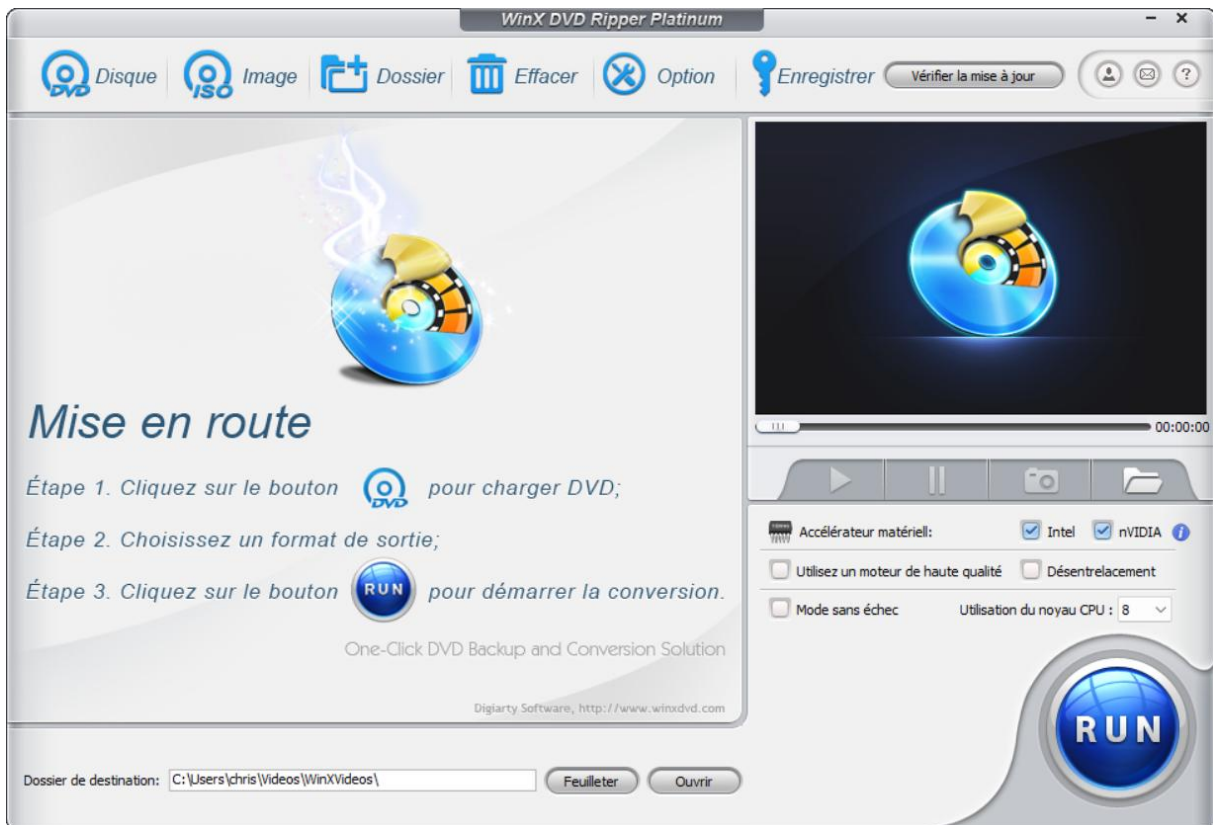 WinX DVD Ripper Platinum
DVD Disque ISO Image Dossier Effacer Option Enregistrer Vérifier la mise à jour ?
Mise en route
Étape 1. Cliquez sur le bouton DVD pour charger DVD;
Étape 2. Choisissez un format de sortie;
Étape 3. Cliquez sur le bouton RUN pour démarrer la conversion.
One-Click DVD Backup and Conversion Solution
Digiarty Software, http://www.winxdvd.com
Dossier de destination: C:\Users\chris\Videos\WinXVideos\ Feuilleter Ouvrir
00:00:00
Accélérateur matériell: Intel nVIDIA i
Utilisez un moteur de haute qualité Désentrelacement
Mode sans échec Utilisation du noyau CPU : 8
RUN